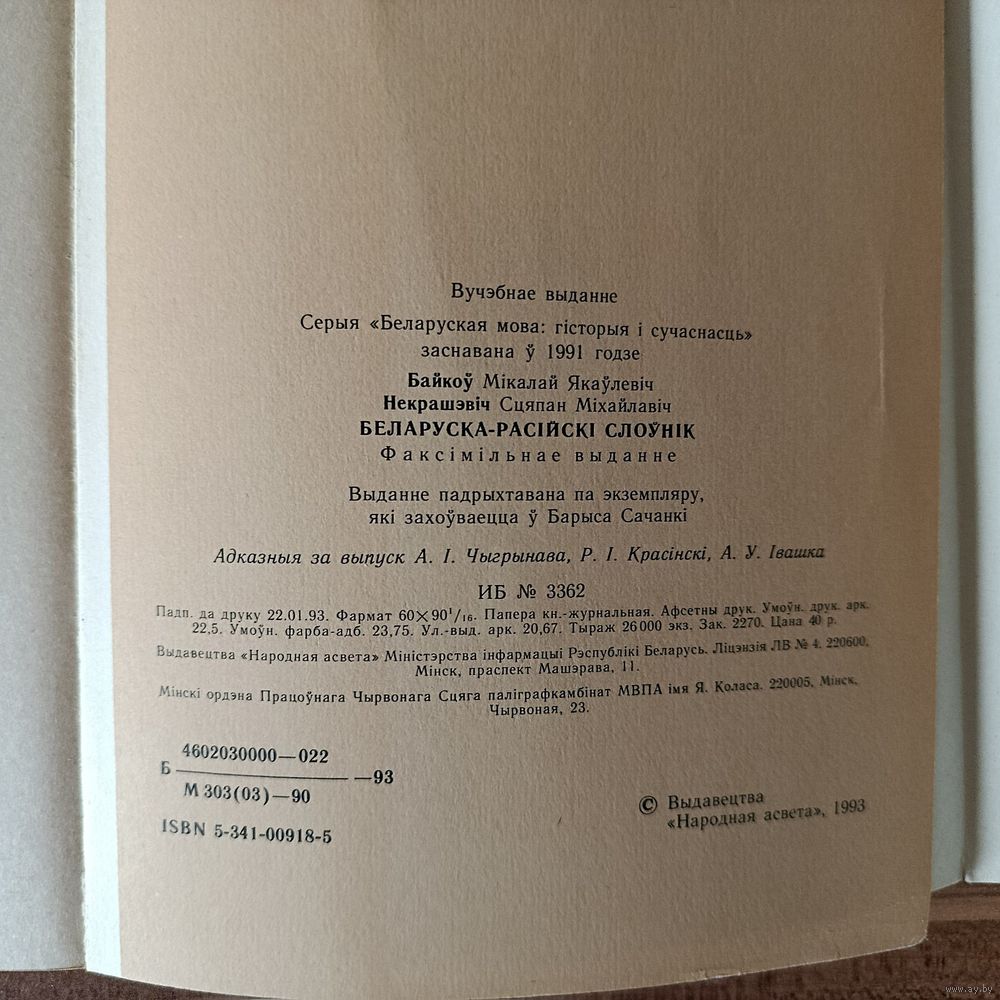 Вучэбнае выданне
Серыя «Беларуская мова: гісторыя і сучаснасць»
заснавана ў 1991 годзе
Байкоў Мікалай Якаўлевіч
Некрашэвіч Сцяпан Міхайлавіч
БЕЛАРУСКА-РАСІЙСКІ СЛОЎНІК
Факсімільнае выданне
Выданне падрыхтавана па экземпляру,
які захоўваецца ў Барыса Сачанкі
Адказныя за выпуск А. І. Чыгрынава, Р. І. Красінскі, А. У. Івашка
ИБ № 3362
Падп. да друку 22.01.93. Фармат 60×90¹/₁₆. Папера кн.-журнальная. Афсетны друк. Умоўн. друк. арк.
22,5. Умоўн. фарба-адб. 23,75. Ул.-выд. арк. 20,67. Тыраж 26 000 экз. Зак. 2270. Цана 40 р.
Выдавецтва «Народная асвета» Міністэрства інфармацыі Рэспублікі Беларусь. Ліцэнзія ЛВ № 4. 220600,
Мінск, праспект Машэрава, 11.
Мінскі ордэна Працоўнага Чырвонага Сцяга паліграфкамбінат МВПА імя Я. Коласа. 220005, Мінск,
Чырвоная, 23.
4602030000—022
Б —93
М 303(03)—90
ISBN 5-341-00918-5
© Выдавецтва
«Народная асвета», 1993
www.ay.by